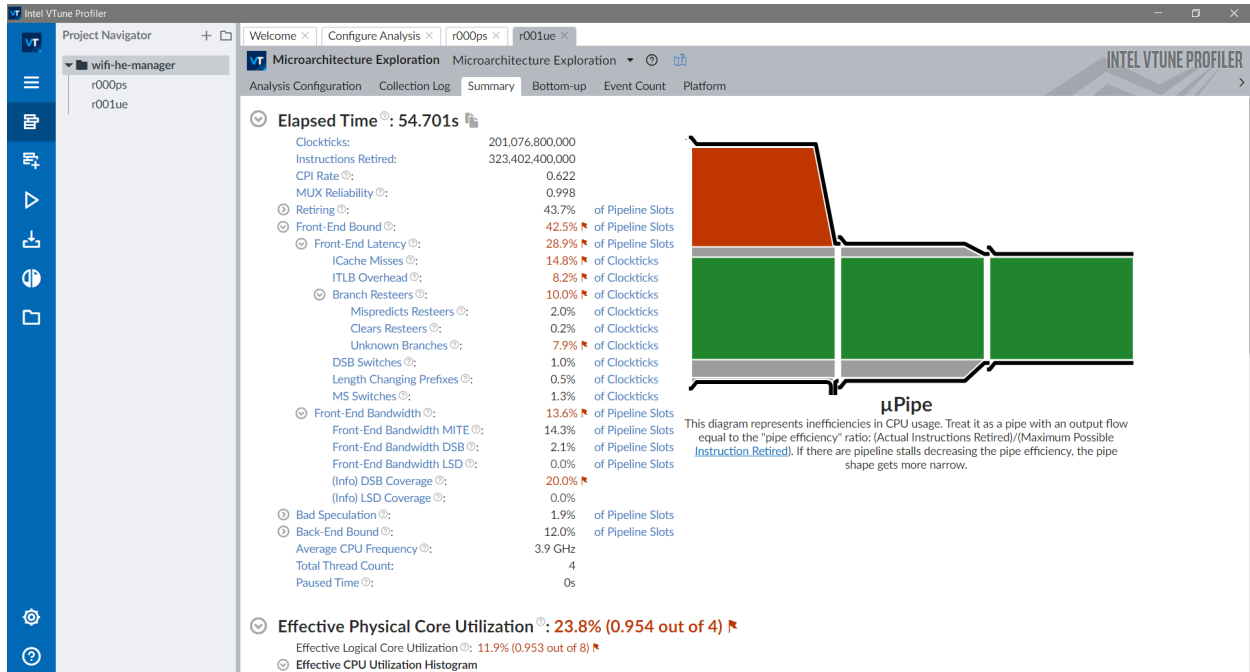 VT Intel VTune Profiler
Project Navigator
Welcome
Configure Analysis
r000ps
r001ue
VT
wifi-he-manager
r000ps
r001ue
VT Microarchitecture Exploration Microarchitecture Exploration
INTEL VTUNE PROFILER
Analysis Configuration Collection Log Summary Bottom-up Event Count Platform
Elapsed Time: 54.701s
Clockticks: 201,076,800,000
Instructions Retired: 323,402,400,000
CPI Rate: 0.622
MUX Reliability: 0.998
Retiring: 43.7% of Pipeline Slots
Front-End Bound: 42.5% of Pipeline Slots
Front-End Latency: 28.9% of Pipeline Slots
ICache Misses: 14.8% of Clockticks
ITLB Overhead: 8.2% of Clockticks
Branch Resteers: 10.0% of Clockticks
Mispredicts Resteers: 2.0% of Clockticks
Clears Resteers: 0.2% of Clockticks
Unknown Branches: 7.9% of Clockticks
DSB Switches: 1.0% of Clockticks
Length Changing Prefixes: 0.5% of Clockticks
MS Switches: 1.3% of Clockticks
Front-End Bandwidth: 13.6% of Pipeline Slots
Front-End Bandwidth MITE: 14.3% of Pipeline Slots
Front-End Bandwidth DSB: 2.1% of Pipeline Slots
Front-End Bandwidth LSD: 0.0% of Pipeline Slots
(Info) DSB Coverage: 20.0%
(Info) LSD Coverage: 0.0%
Bad Speculation: 1.9% of Pipeline Slots
Back-End Bound: 12.0% of Pipeline Slots
Average CPU Frequency: 3.9 GHz
Total Thread Count: 4
Paused Time: 0s
µPipe
This diagram represents inefficiencies in CPU usage. Treat it as a pipe with an output flow
equal to the "pipe efficiency" ratio: (Actual Instructions Retired)/(Maximum Possible
Instruction Retired). If there are pipeline stalls decreasing the pipe efficiency, the pipe
shape gets more narrow.
Effective Physical Core Utilization: 23.8% (0.954 out of 4)
Effective Logical Core Utilization: 11.9% (0.953 out of 8)
Effective CPU Utilization Histogram